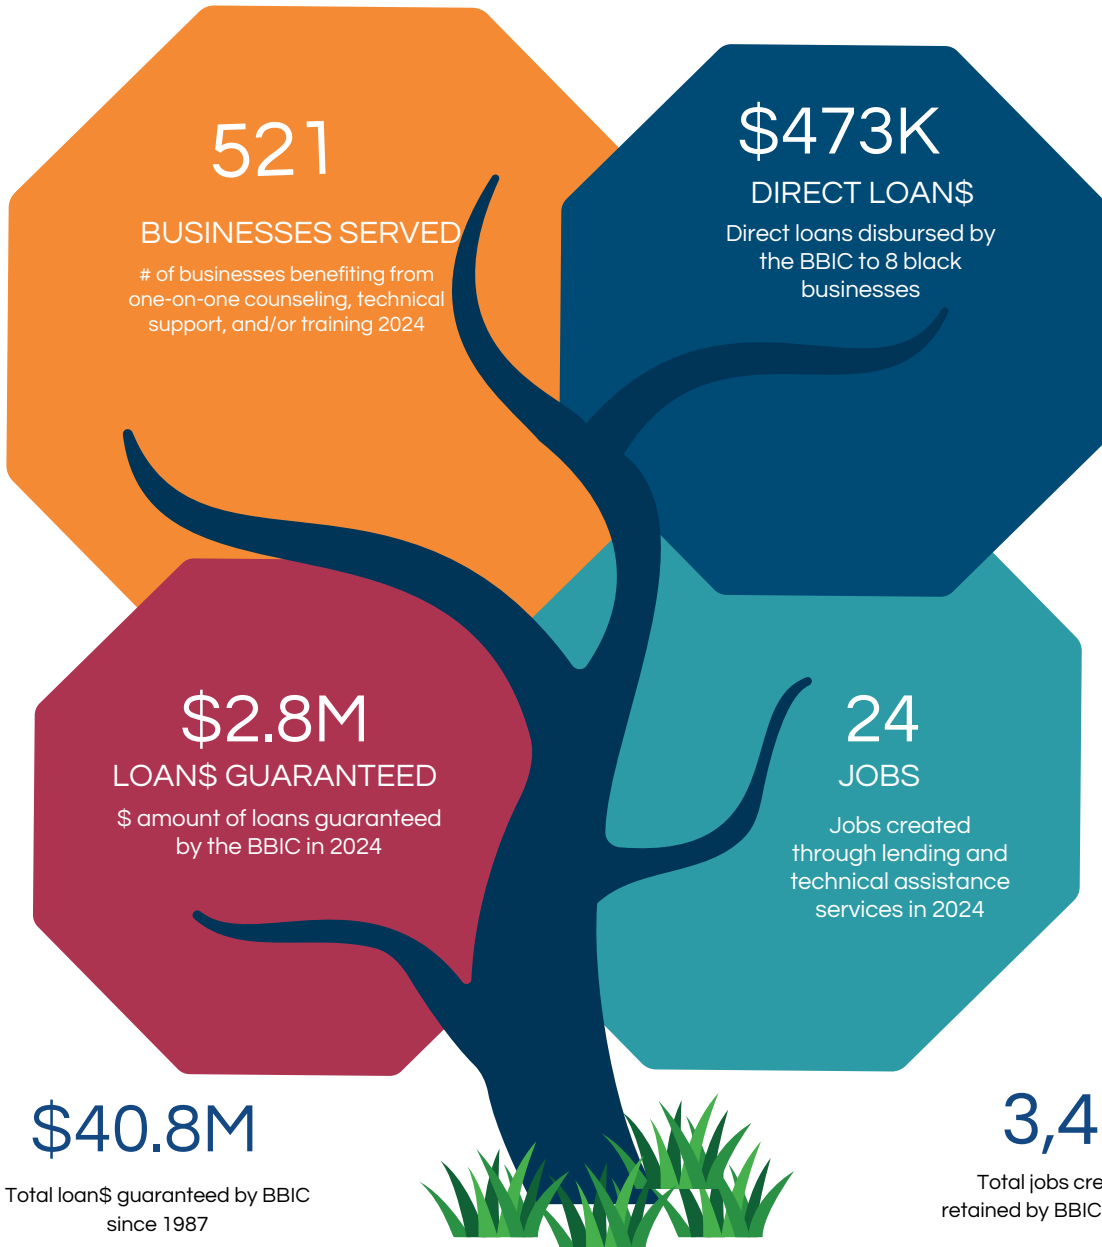 521
BUSINESSES SERVED
# of businesses benefiting from
one-on-one counseling, technical
support, and/or training 2024
$473K
DIRECT LOAN$
Direct loans disbursed by
the BBIC to 8 black
businesses
$2.8M
LOAN$ GUARANTEED
$ amount of loans guaranteed
by the BBIC in 2024
24
JOBS
Jobs created
through lending and
technical assistance
services in 2024
$40.8M
Total loan$ guaranteed by BBIC
since 1987
3,4
Total jobs cre
retained by BBIC